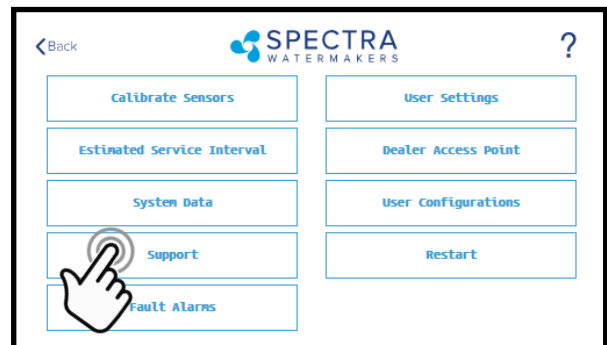 Back
SPECTRA
WATERMAKERS
?
Calibrate Sensors
User Settings
Estimated Service Interval
Dealer Access Point
System Data
User Configurations
Support
Restart
Fault Alarms